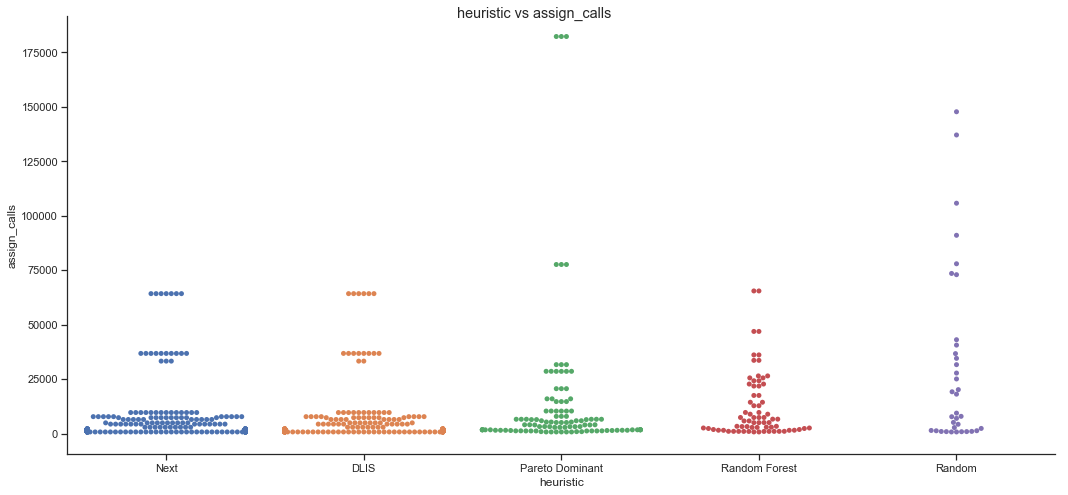 heuristic vs assign_calls
175000
150000
125000
100000
75000
50000
25000
0
assign_calls
Next
DLIS
Pareto Dominant
Random Forest
Random
heuristic